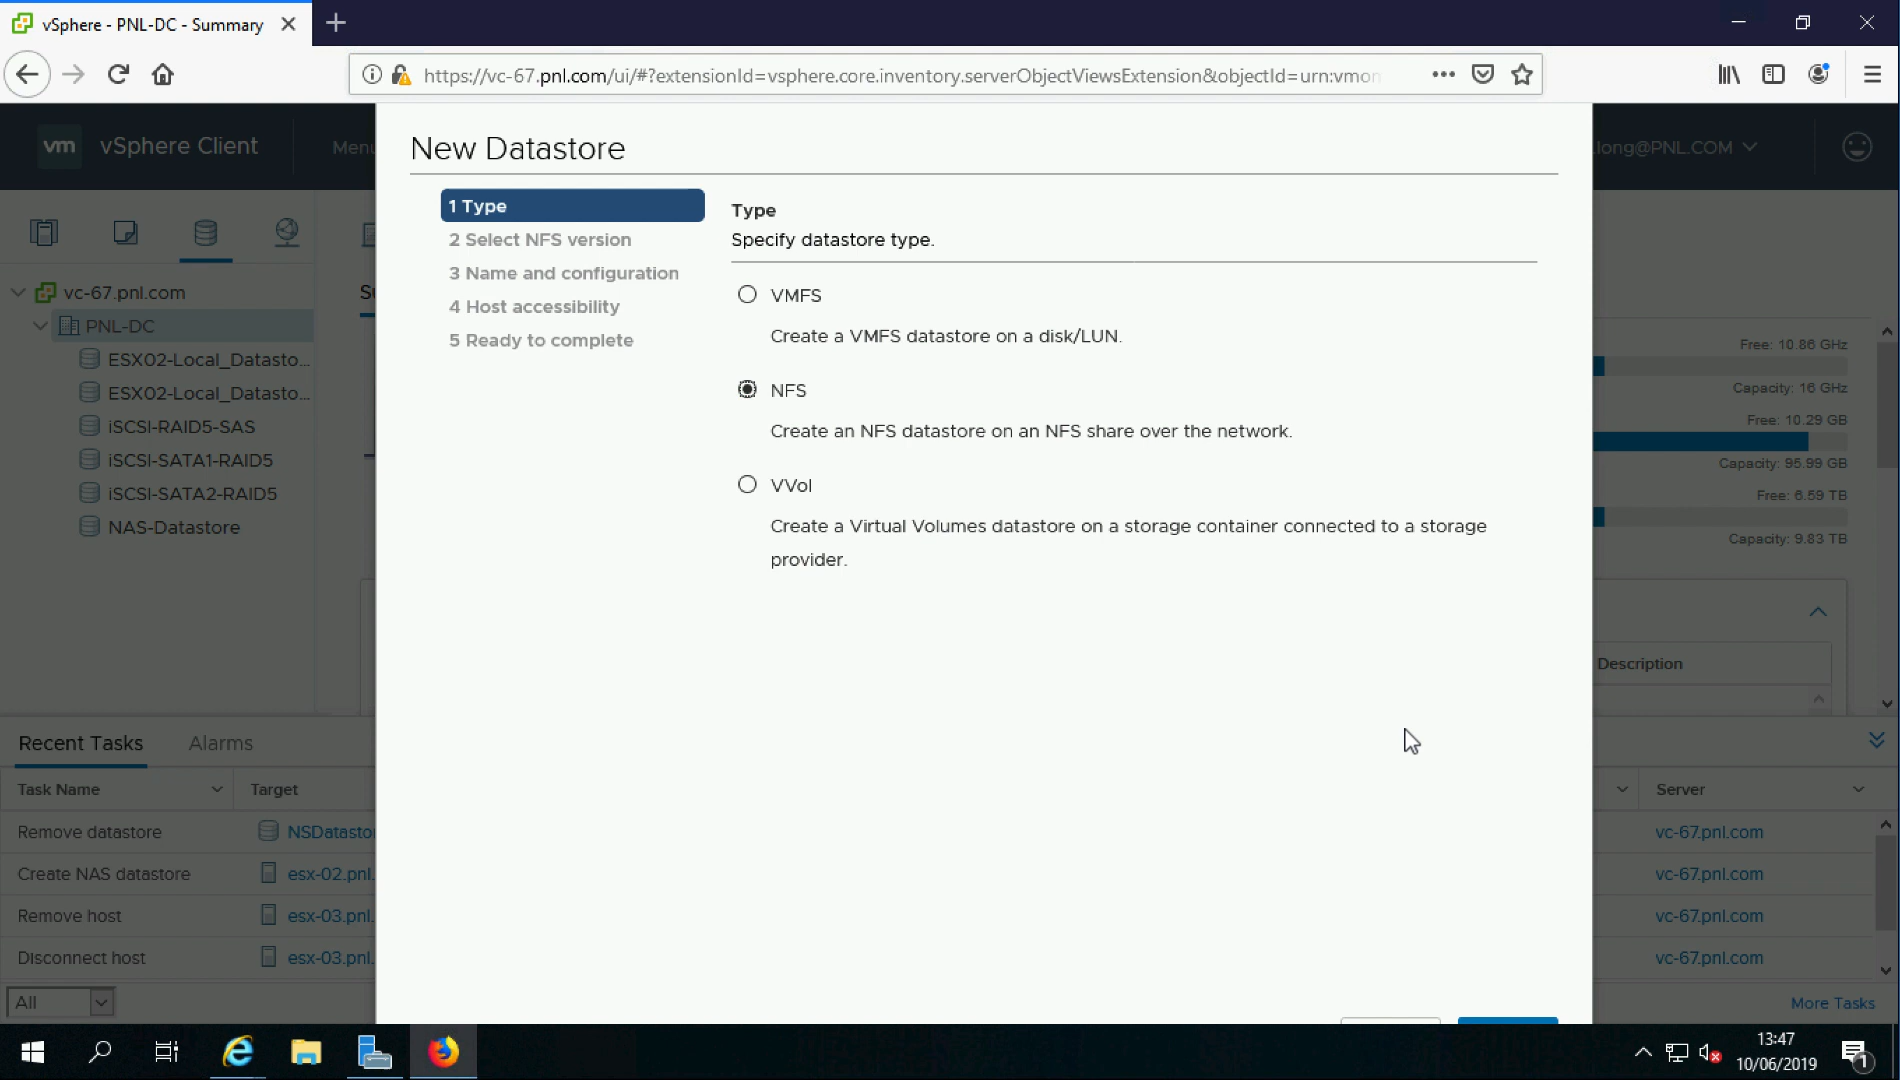 vSphere - PNL-DC - Summary
https://vc-67.pnl.com/ui/#?extensionId=vsphere.core.inventory.serverObjectViewsExtension&objectId=urn:vmom
vm vSphere Client Menu
long@PNL.COM
New Datastore
1 Type
2 Select NFS version
3 Name and configuration
4 Host accessibility
5 Ready to complete
Type
Specify datastore type.
VMFS
Create a VMFS datastore on a disk/LUN.
NFS
Create an NFS datastore on an NFS share over the network.
VVol
Create a Virtual Volumes datastore on a storage container connected to a storage
provider.
vc-67.pnl.com
PNL-DC
ESX02-Local_Datasto...
ESX02-Local_Datasto...
iSCSI-RAID5-SAS
iSCSI-SATA1-RAID5
iSCSI-SATA2-RAID5
NAS-Datastore
Free: 10.86 GHz
Capacity: 16 GHz
Free: 10.29 GB
Capacity: 95.99 GB
Free: 6.59 TB
Capacity: 9.83 TB
Description
Recent Tasks Alarms
Task Name Target Server
Remove datastore NSDatastor vc-67.pnl.com
Create NAS datastore esx-02.pnl. vc-67.pnl.com
Remove host esx-03.pnl. vc-67.pnl.com
Disconnect host esx-03.pnl. vc-67.pnl.com
All
More Tasks
13:47
10/06/2019
1